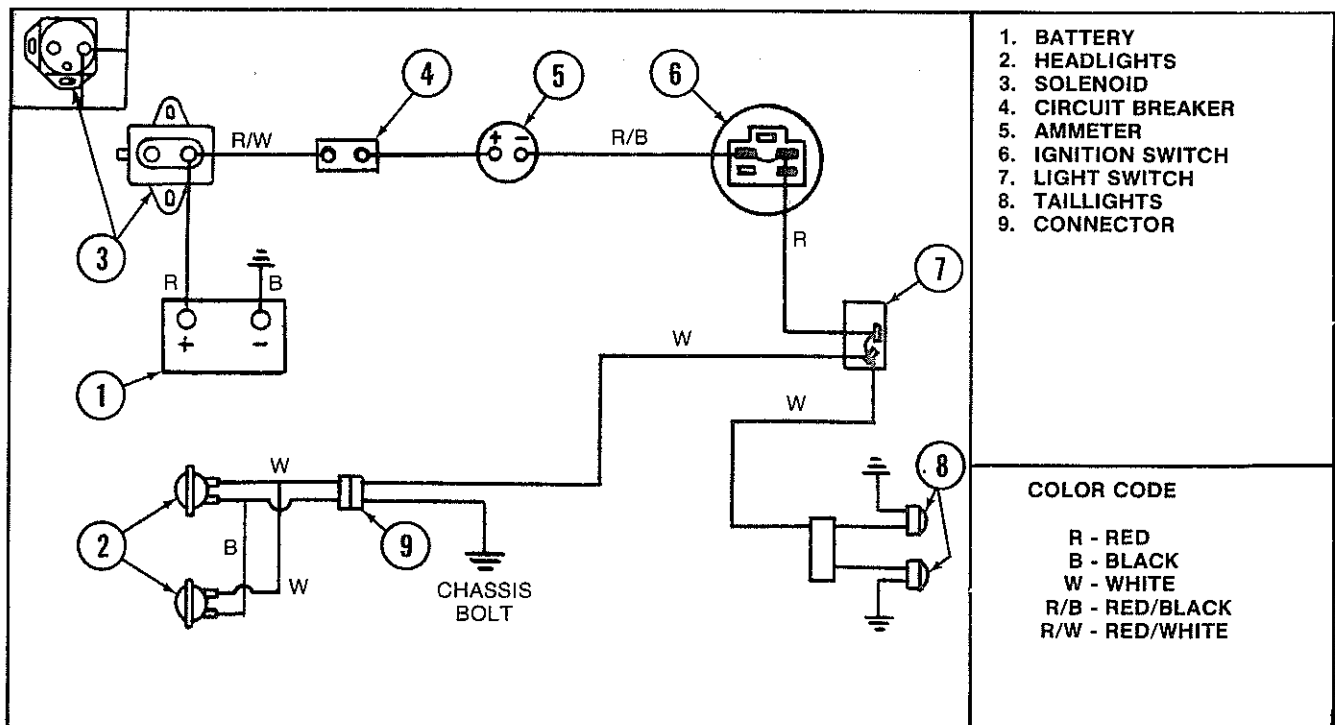 4
5
6
R/W
+ -
R/B
3
R
7
R
B
+ -
W
1
W
W
8
2
B
9
W
CHASSIS
BOLT
1. BATTERY
2. HEADLIGHTS
3. SOLENOID
4. CIRCUIT BREAKER
5. AMMETER
6. IGNITION SWITCH
7. LIGHT SWITCH
8. TAILLIGHTS
9. CONNECTOR
COLOR CODE
R - RED
B - BLACK
W - WHITE
R/B - RED/BLACK
R/W - RED/WHITE